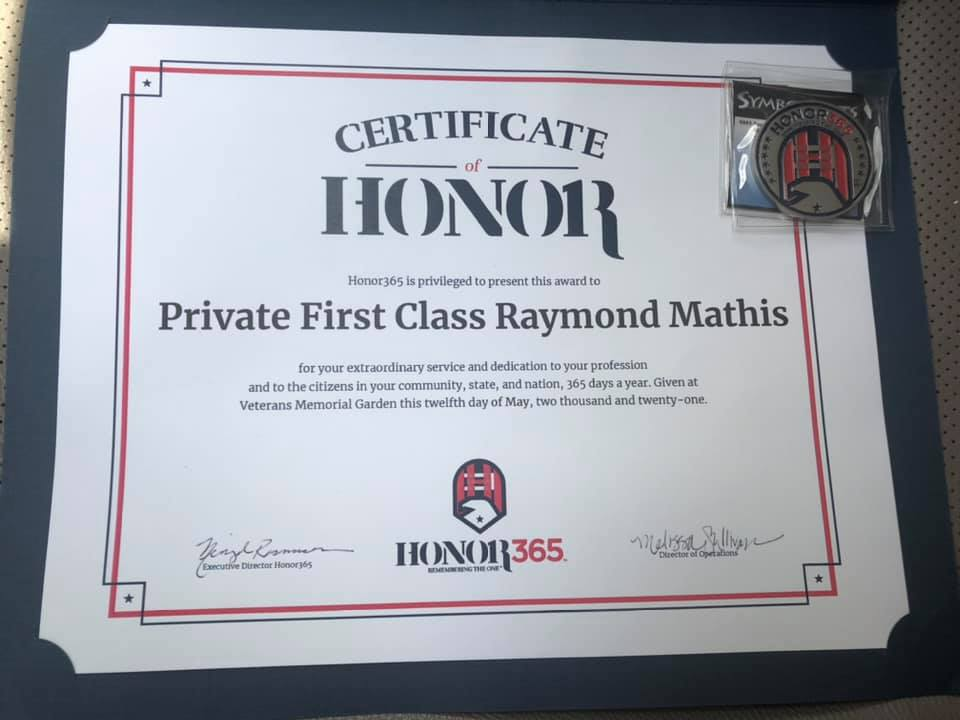 CERTIFICATE
of
HONOR
Honor365 is privileged to present this award to
Private First Class Raymond Mathis
for your extraordinary service and dedication to your profession
and to the citizens in your community, state, and nation, 365 days a year. Given at
Veterans Memorial Garden this twelfth day of May, two thousand and twenty-one.
HONOR365™
REMEMBERING THE ONE
Executive Director Honor365
Melissa Sullivan
Director of Operations
HONOR365